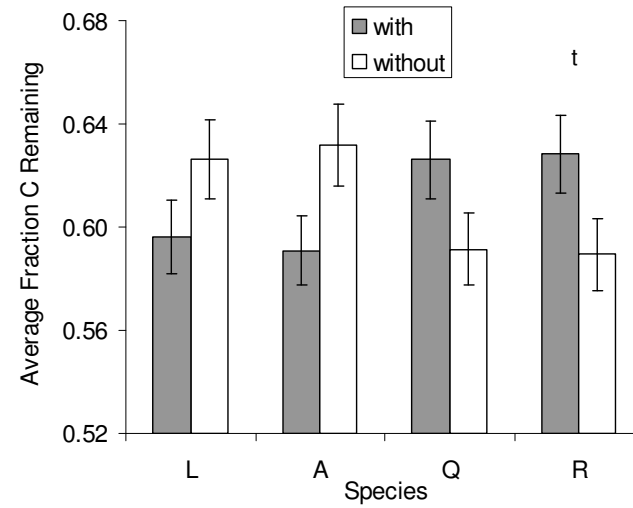 0.68
0.64
0.60
0.56
0.52
Average Fraction C Remaining
with
without
t
L A Q R
Species